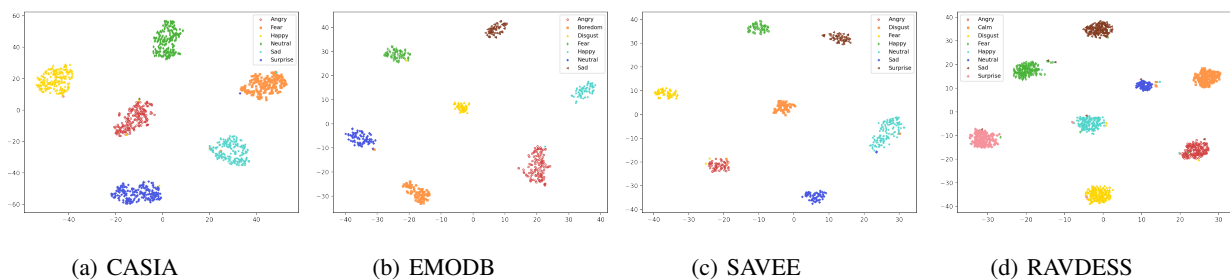 60
40
20
0
−20
−40
−60
−40 −20 0 20 40
Angry
Fear
Happy
Neutral
Sad
Surprise
(a) CASIA
40
30
20
10
0
−10
−20
−30
−40 −30 −20 −10 0 10 20 30 40
Angry
Boredom
Disgust
Fear
Happy
Neutral
Sad
(b) EMODB
40
30
20
10
0
−10
−20
−30
−40
−40 −30 −20 −10 0 10 20 30
Angry
Disgust
Fear
Happy
Neutral
Sad
Surprise
(c) SAVEE
40
30
20
10
0
−10
−20
−30
−40
−30 −20 −10 0 10 20 30
Angry
Calm
Disgust
Fear
Happy
Neutral
Sad
Surprise
(d) RAVDESS